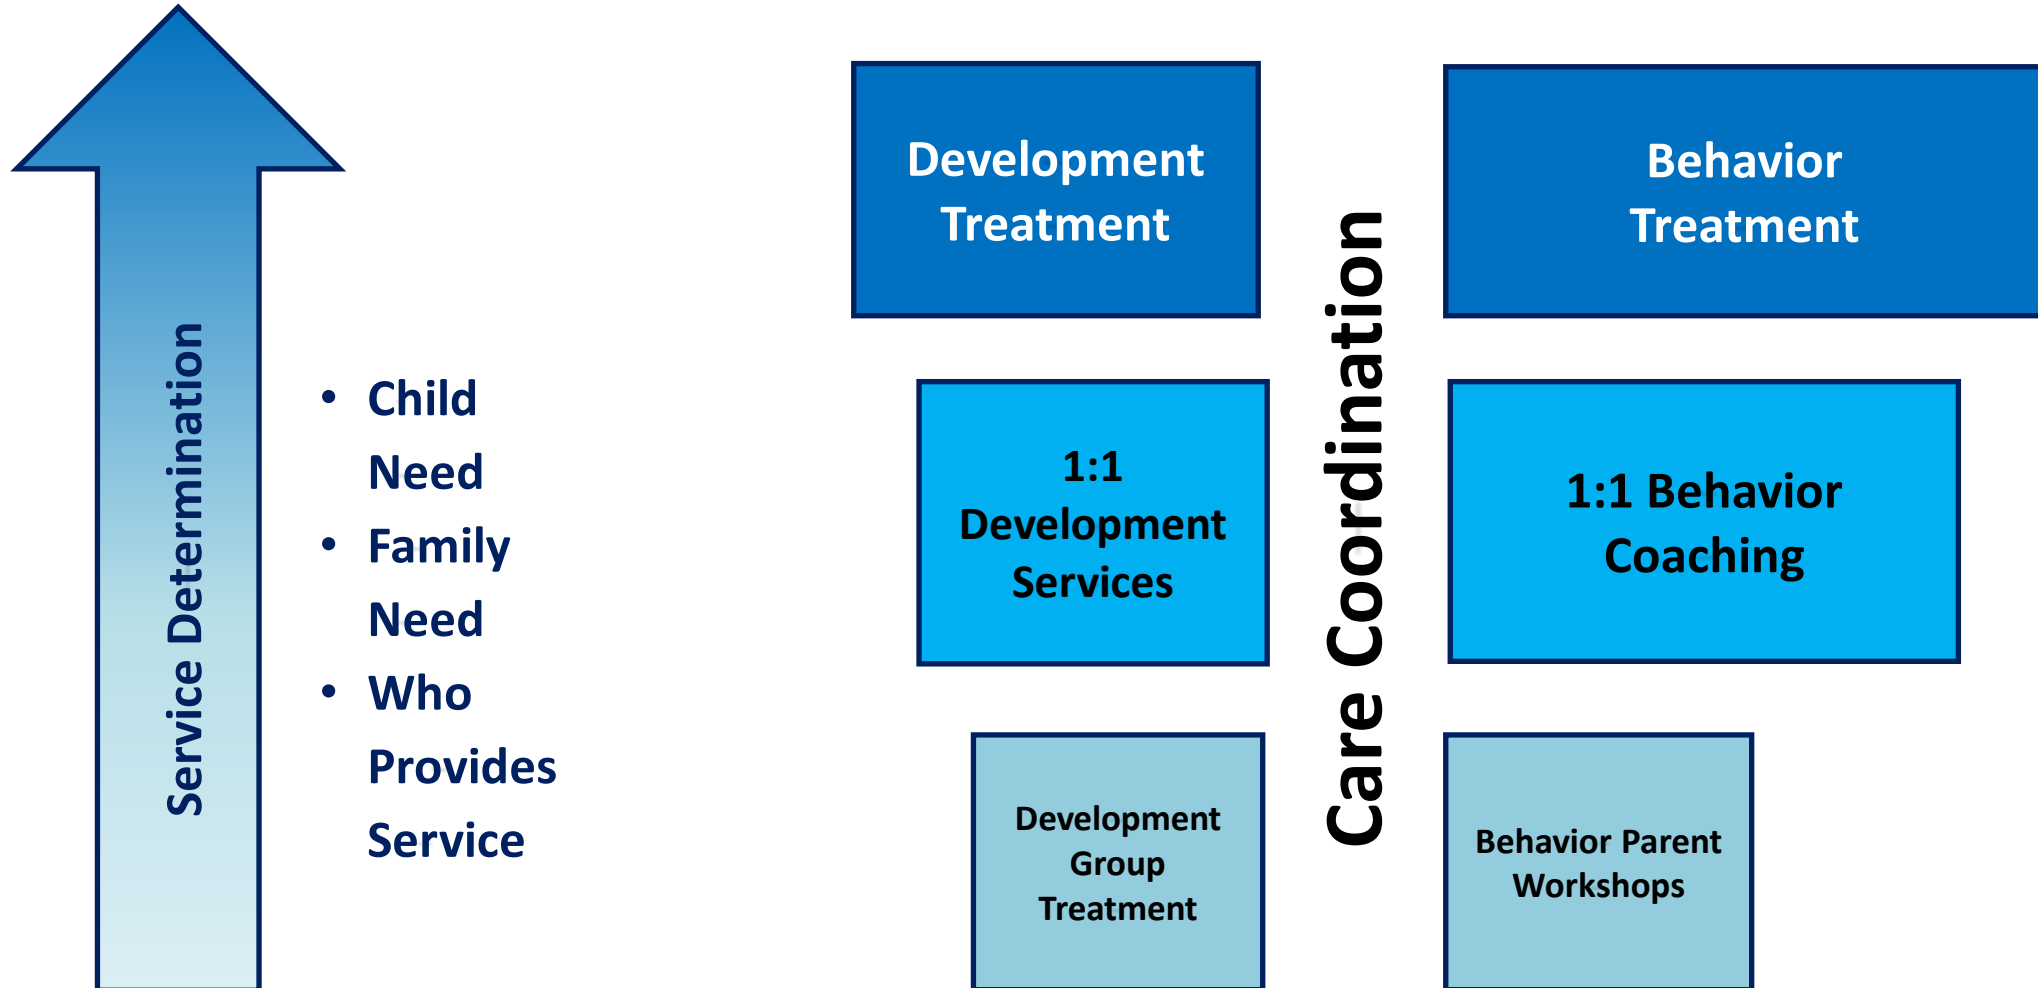 Service Determination
• Child
Need
• Family
Need
• Who
Provides
Service
Development
Treatment
1:1
Development
Services
Development
Group
Treatment
Care Coordination
Behavior
Treatment
1:1 Behavior
Coaching
Behavior Parent
Workshops